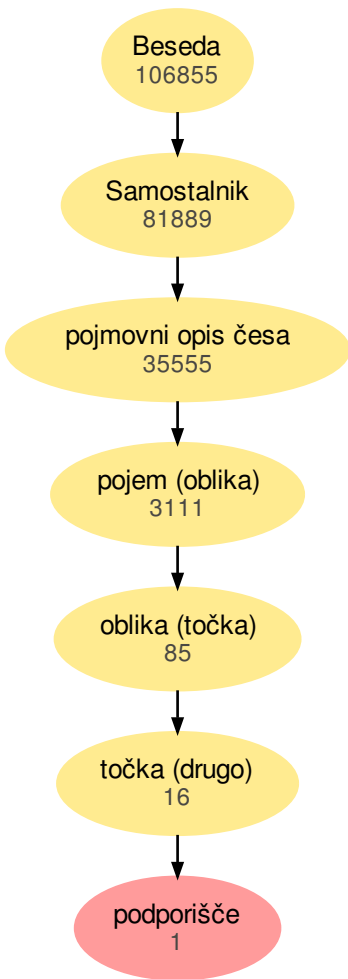 Beseda
106855
Samostalnik
81889
pojmovni opis česa
35555
pojem (oblika)
3111
oblika (točka)
85
točka (drugo)
16
podporišče
1